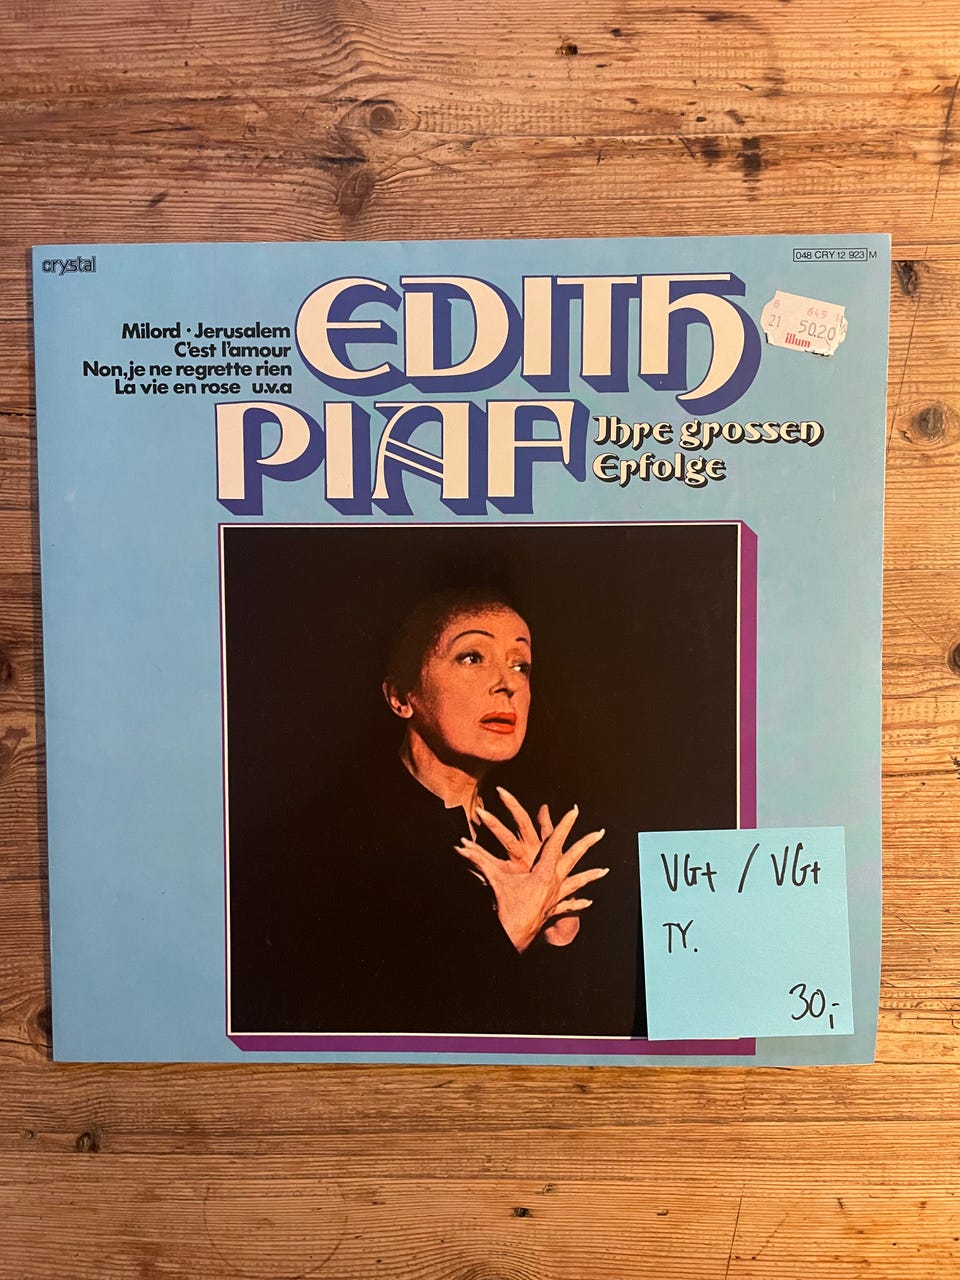 crystal
048 CRY 12 923 M
EDITH
PIAF
Milord · Jerusalem
C'est l'amour
Non, je ne regrette rien
La vie en rose u.v.a
Ihre grossen
Erfolge
21 50.20
illum
VG+ / VG+
TY.
30,-